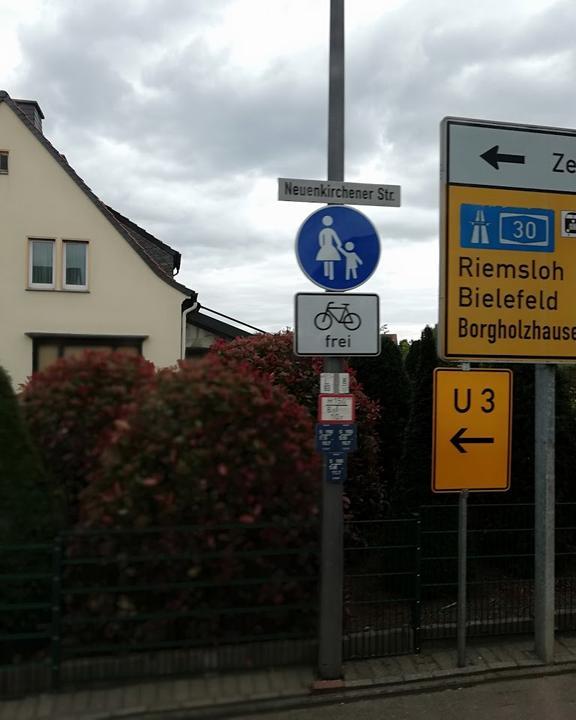 Neuenkirchener Str.
frei
Ze
30
Riemsloh
Bielefeld
Borgholzhause
U 3